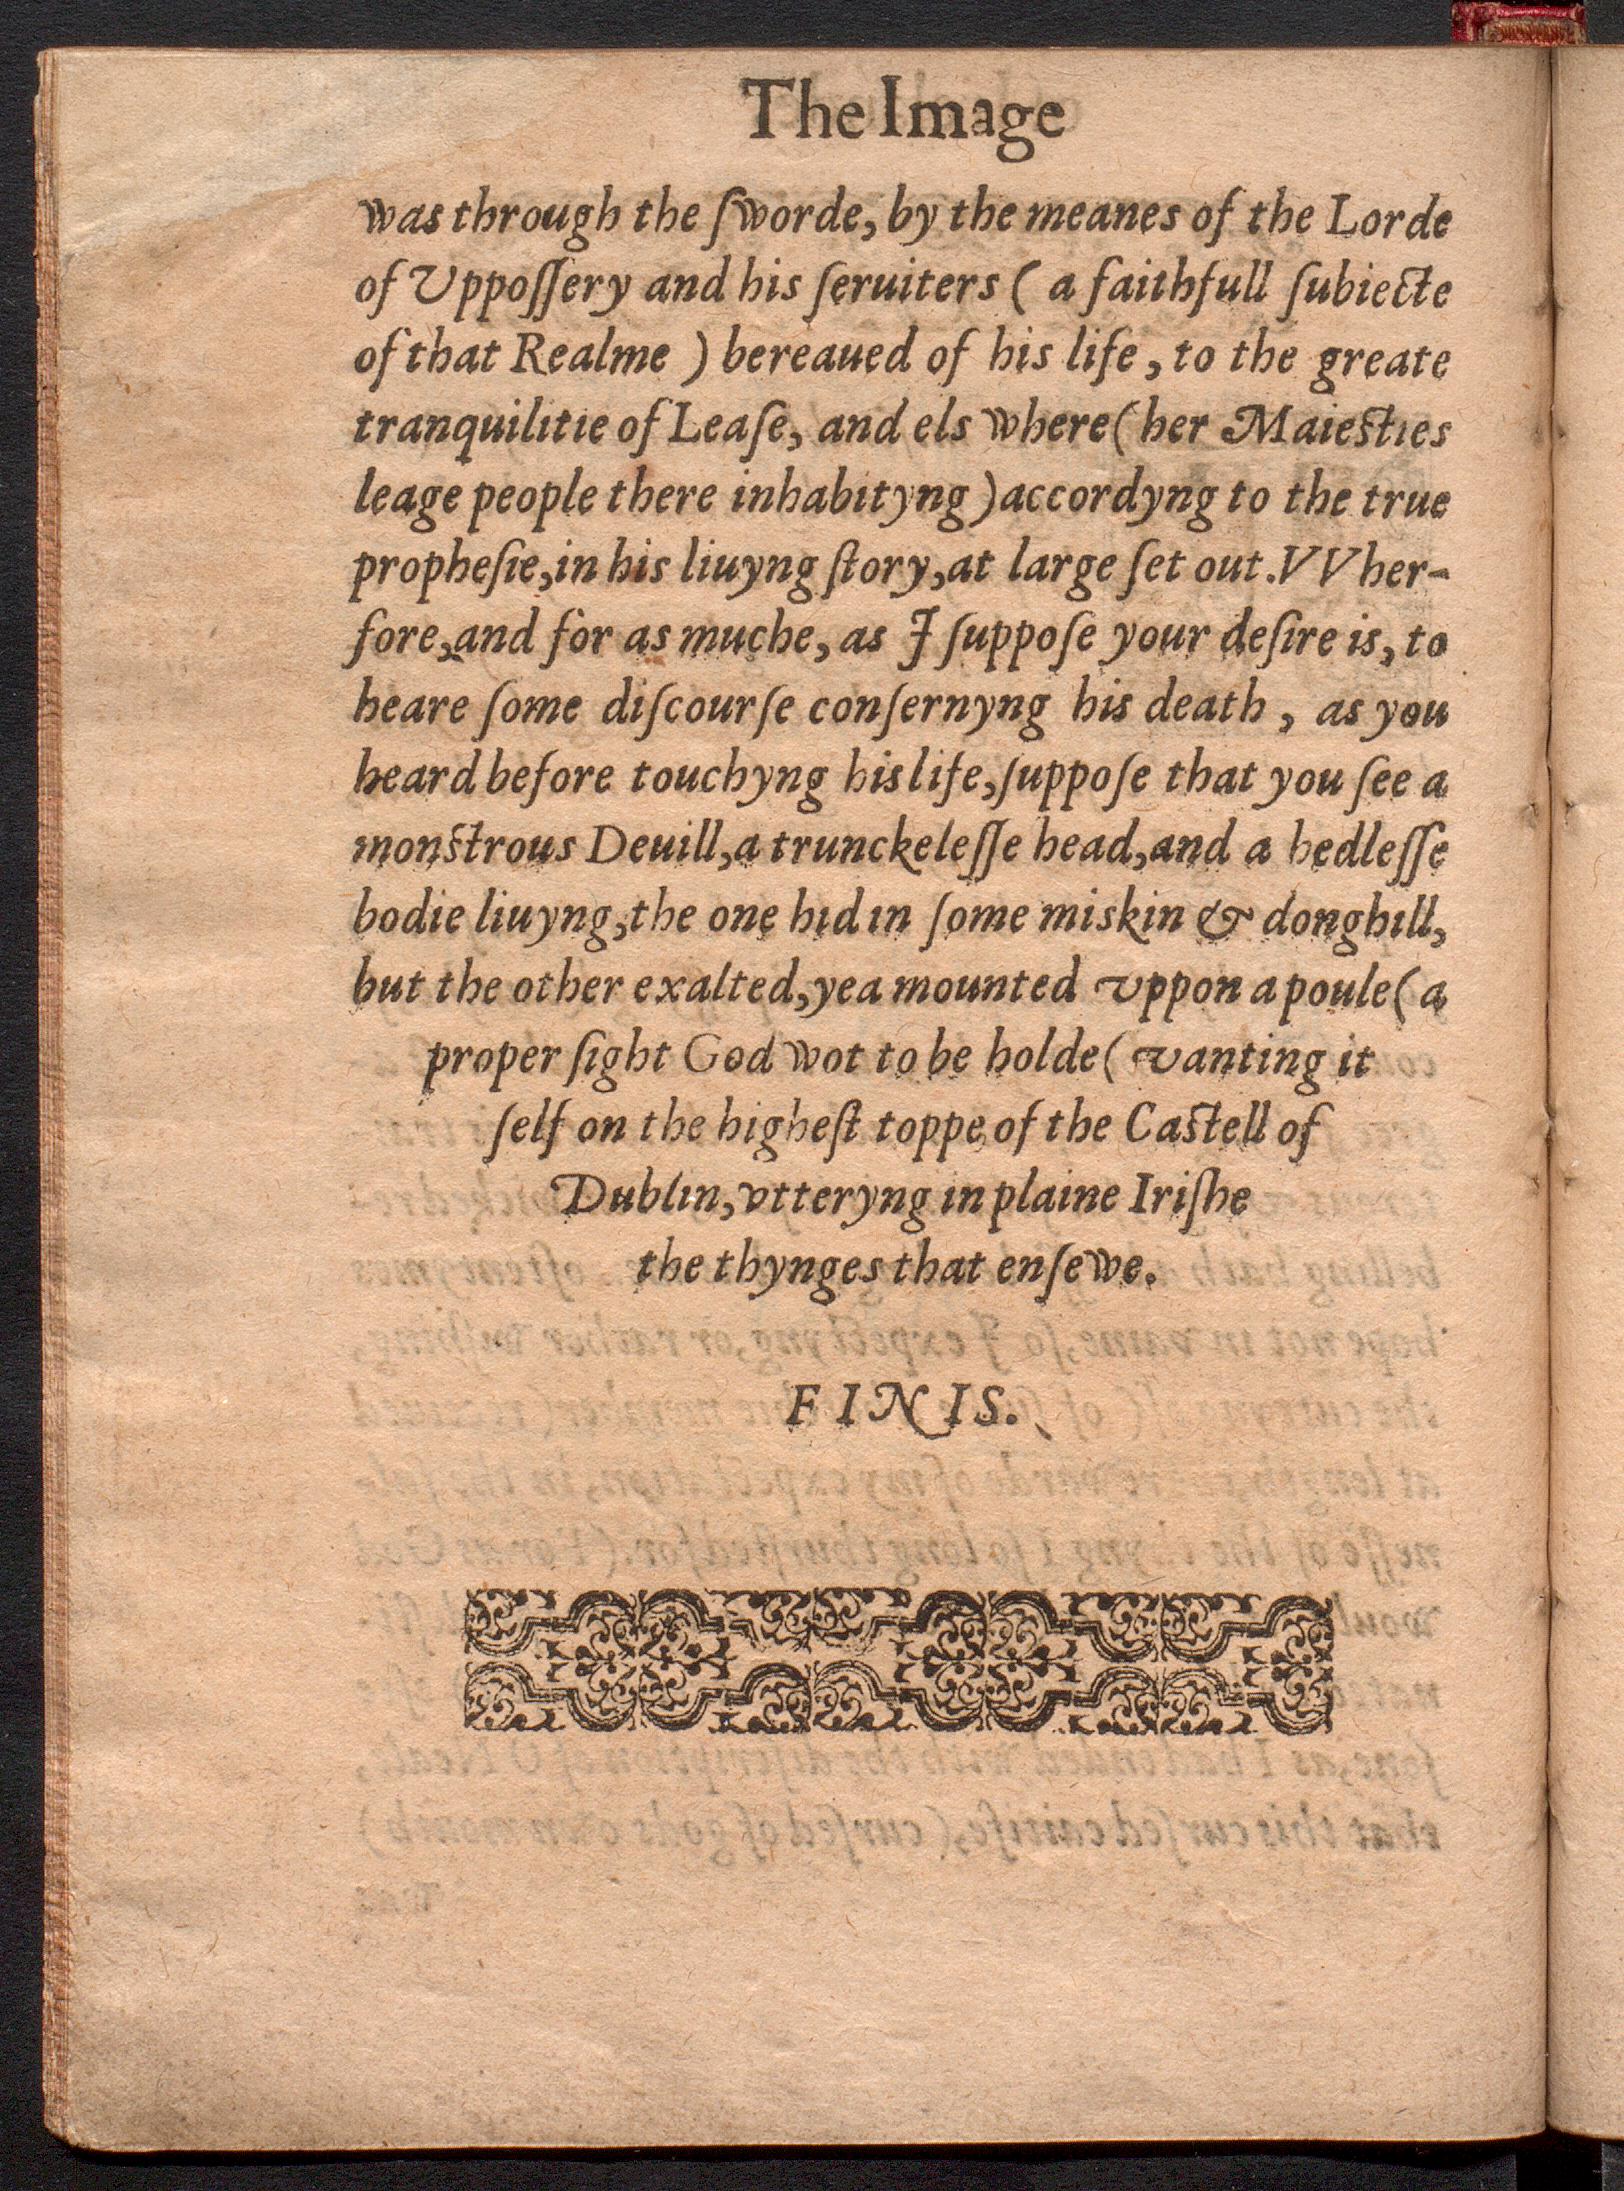 The Image
was through the ſworde, by the meanes of the Lorde
of Vppoſſery and his ſeruiters ( a faithfull ſubiecte
of that Realme ) bereaued of his life, to the greate
tranquilitie of Leaſe, and els where ( her Maieſties
leage people there inhabityng ) accordyng to the true
propheſie, in his liuyng ſtory, at large ſet out. VVher-
fore, and for as muche, as I ſuppoſe your deſire is, to
heare ſome diſcourſe conſernyng his death, as you
heard before touchyng his life, ſuppoſe that you ſee a
monſtrous Deuill, a trunckeleſſe head, and a hedleſſe
bodie liuyng, the one hid in ſome miskin & donghill,
but the other exalted, yea mounted vppon a poule ( a
proper ſight God wot to be holde ( vanting it
ſelf on the higheſt toppe of the Caſtell of
Dublin, vtteryng in plaine Iriſhe
the thynges that enſewe.
FINIS.